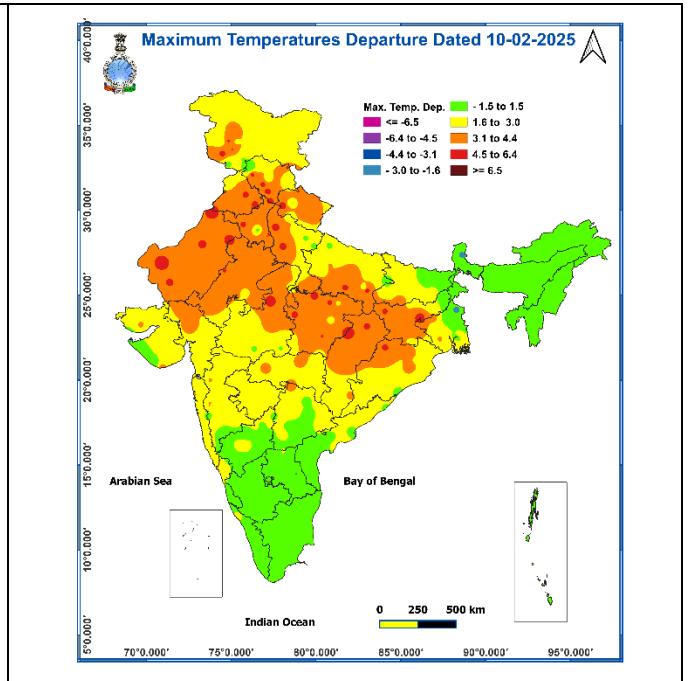 Maximum Temperatures Departure Dated 10-02-2025
Max. Temp. Dep.
<= -6.5
-6.4 to -4.5
-4.4 to -3.1
- 3.0 to -1.6
- 1.5 to 1.5
1.6 to 3.0
3.1 to 4.4
4.5 to 6.4
>= 6.5
40°0.000'
35°0.000'
30°0.000'
25°0.000'
20°0.000'
15°0.000'
10°0.000'
5°0.000'
Arabian Sea
Bay of Bengal
Indian Ocean
0 250 500 km
70°0.000' 75°0.000' 80°0.000' 85°0.000' 90°0.000' 95°0.000'